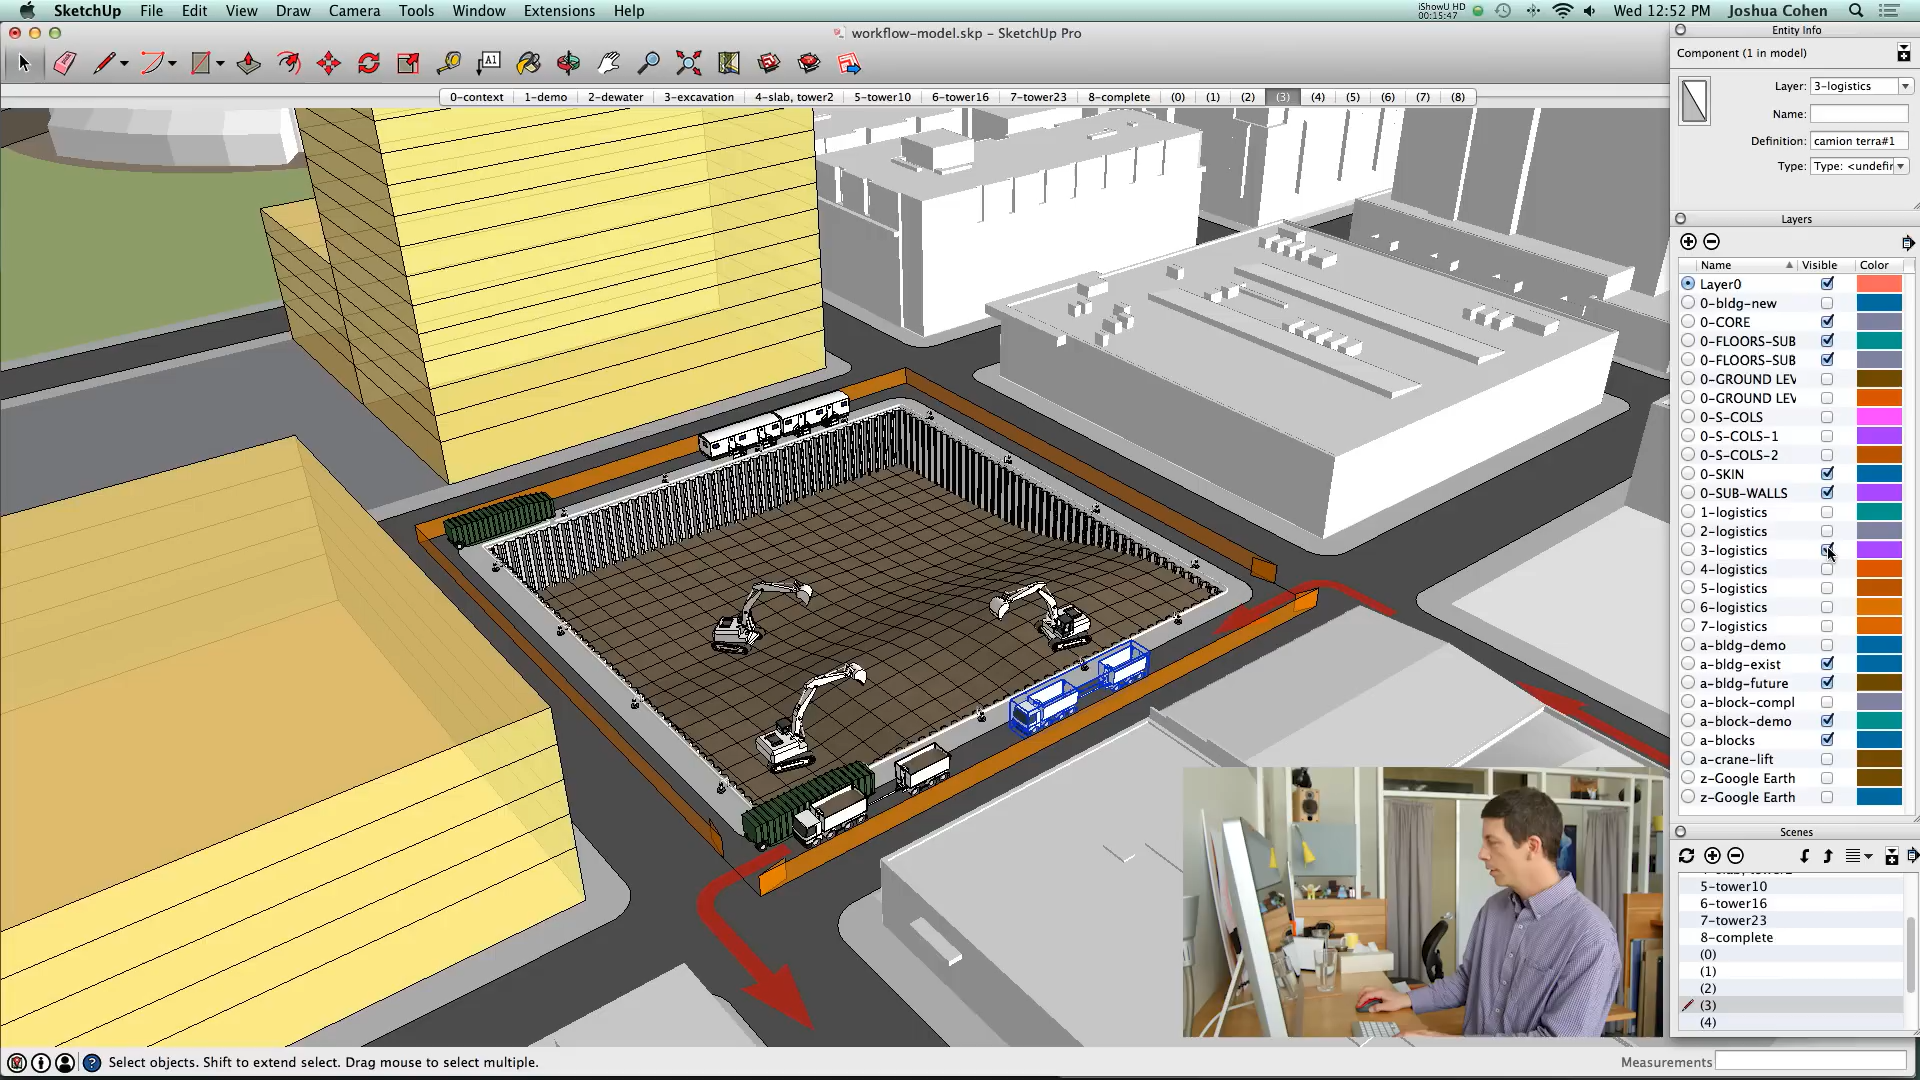 SketchUp File Edit View Draw Camera Tools Window Extensions Help
iShowU HD
00:15:47
Wed 12:52 PM Joshua Cohen
workflow-model.skp - SketchUp Pro
A1
0-context 1-demo 2-dewater 3-excavation 4-slab, tower2 5-tower10 6-tower16 7-tower23 8-complete (0) (1) (2) (3) (4) (5) (6) (7) (8)
Entity Info
Component (1 in model)
Layer: 3-logistics
Name:
Definition: camion terra#1
Type: Type: <undefir
Layers
Name Visible Color
Layer0
0-bldg-new
0-CORE
0-FLOORS-SUB
0-FLOORS-SUB
0-GROUND LEV
0-GROUND LEV
0-S-COLS
0-S-COLS-1
0-S-COLS-2
0-SKIN
0-SUB-WALLS
1-logistics
2-logistics
3-logistics
4-logistics
5-logistics
6-logistics
7-logistics
a-bldg-demo
a-bldg-exist
a-bldg-future
a-block-compl
a-block-demo
a-blocks
a-crane-lift
z-Google Earth
z-Google Earth
Scenes
5-tower10
6-tower16
7-tower23
8-complete
(0)
(1)
(2)
(3)
(4)
Select objects. Shift to extend select. Drag mouse to select multiple.
Measurements